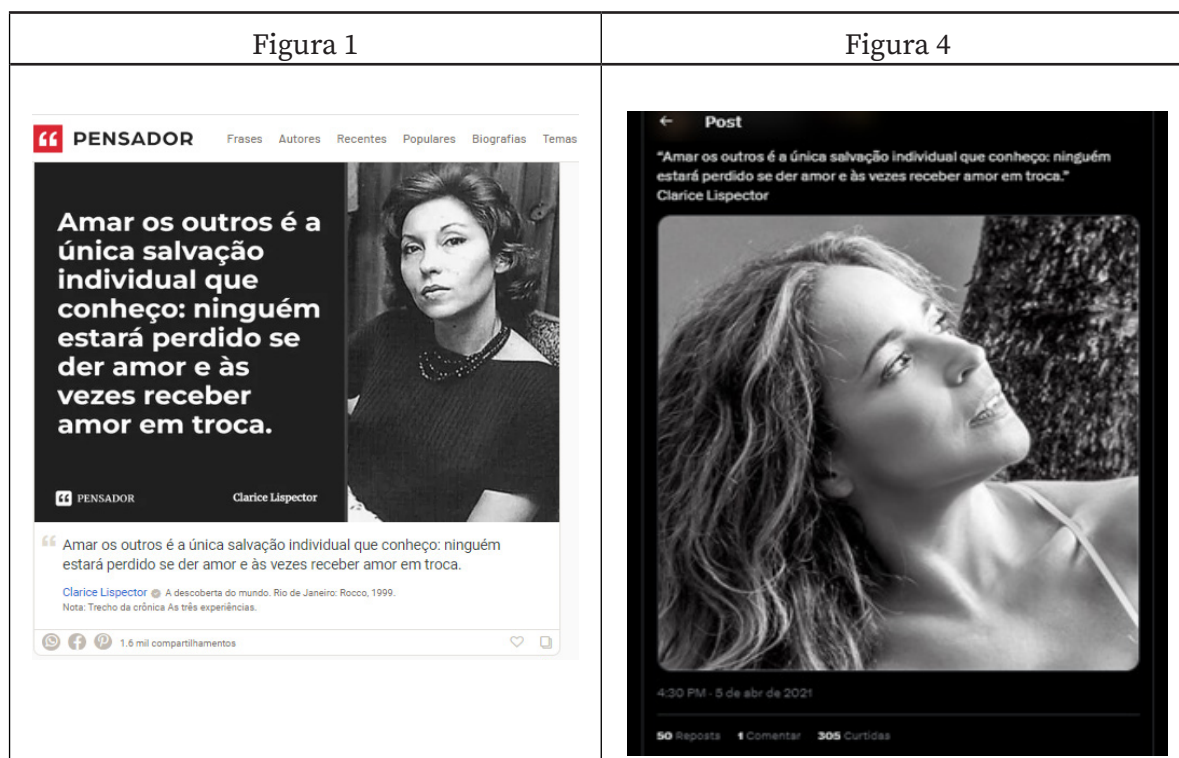 Figura 1
Figura 4
PENSADOR
Frases Autores Recentes Populares Biografias Temas
Amar os outros é a
única salvação
individual que
conheço: ninguém
estará perdido se
der amor e às
vezes receber
amor em troca.
PENSADOR
Clarice Lispector
Amar os outros é a única salvação individual que conheço: ninguém
estará perdido se der amor e às vezes receber amor em troca.
Clarice Lispector A descoberta do mundo. Rio de Janeiro: Rocco, 1999.
Nota: Trecho da crônica As três experiências.
1.6 mil compartilhamentos
Post
"Amar os outros é a única salvação individual que conheço: ninguém
estará perdido se der amor e às vezes receber amor em troca."
Clarice Lispector
4:30 PM · 5 de abr de 2021
50 Reposts 1 Comentar 305 Curtidas